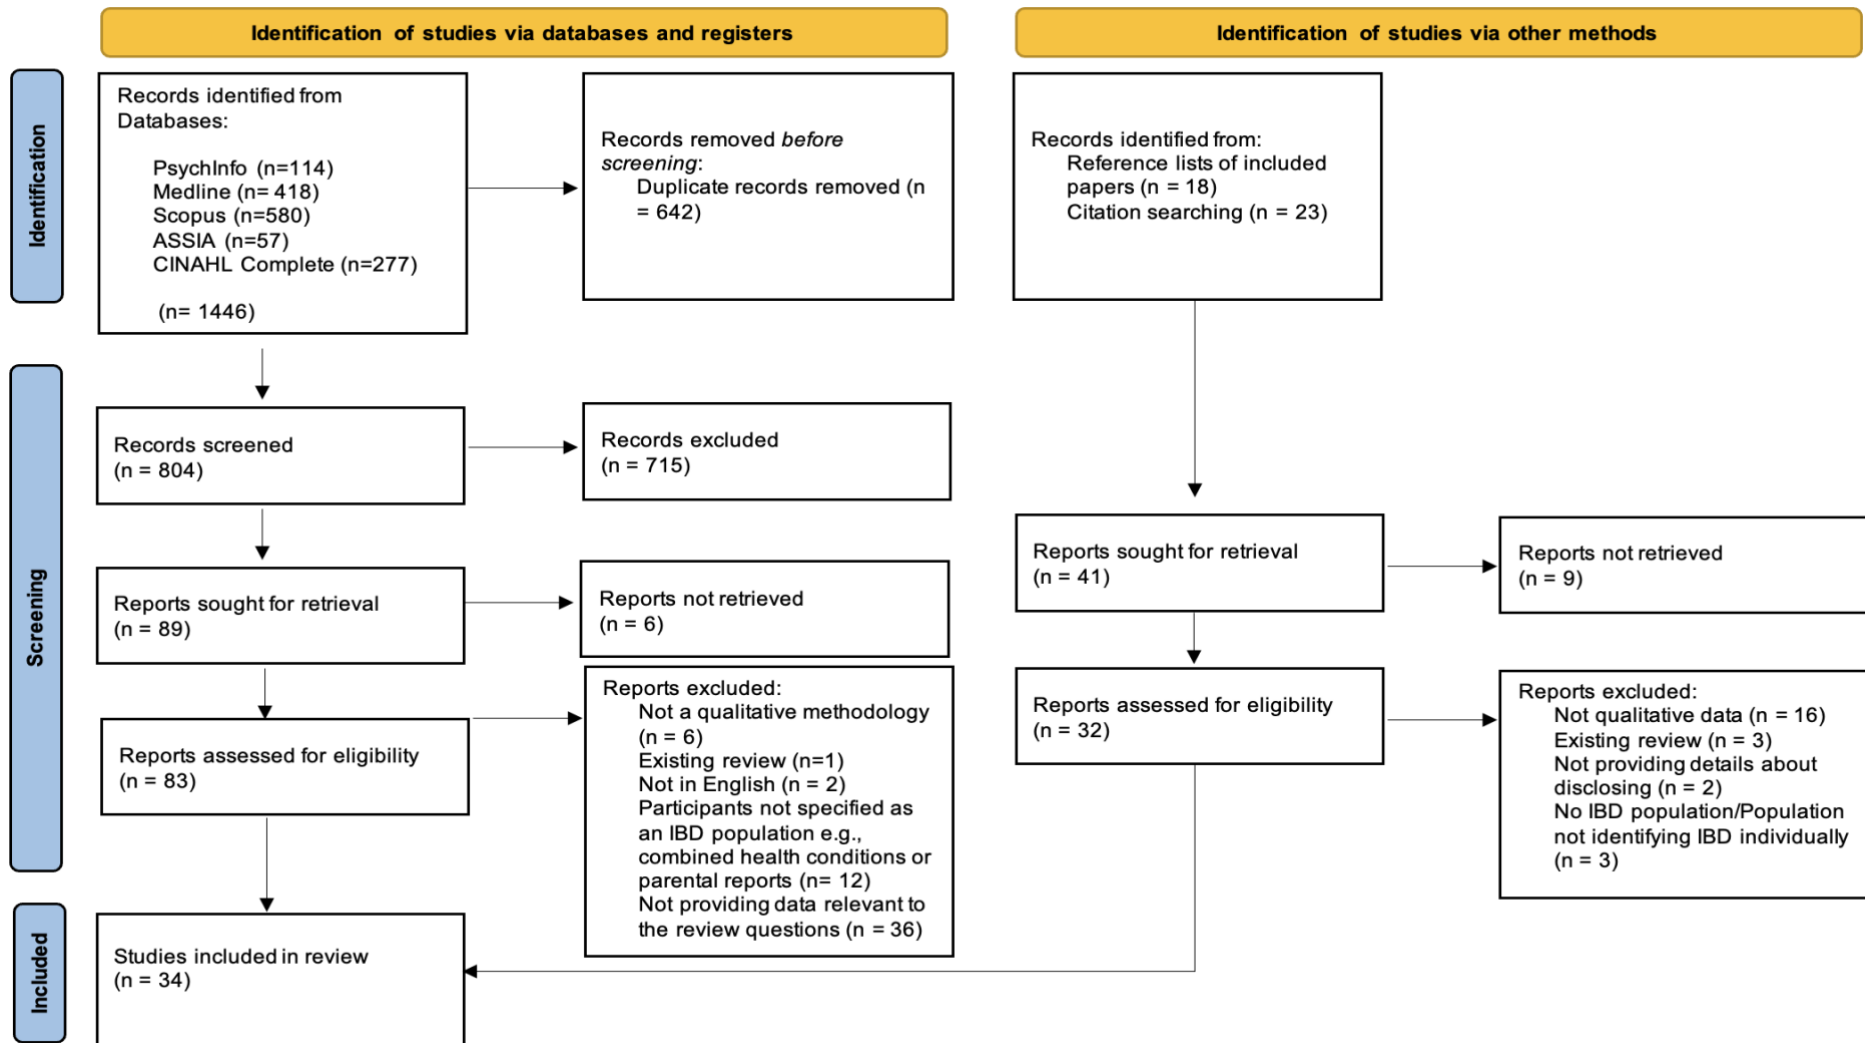 Identification of studies via databases and registers
Identification of studies via other methods
Identification
Records identified from
Databases:
PsychInfo (n=114)
Medline (n= 418)
Scopus (n=580)
ASSIA (n=57)
CINAHL Complete (n=277)
(n= 1446)
Records removed before
screening:
Duplicate records removed (n
= 642)
Records identified from:
Reference lists of included
papers (n = 18)
Citation searching (n = 23)
Screening
Records screened
(n = 804)
Records excluded
(n = 715)
Reports sought for retrieval
(n = 89)
Reports not retrieved
(n = 6)
Reports sought for retrieval
(n = 41)
Reports not retrieved
(n = 9)
Reports assessed for eligibility
(n = 83)
Reports excluded:
Not a qualitative methodology
(n = 6)
Existing review (n=1)
Not in English (n = 2)
Participants not specified as
an IBD population e.g.,
combined health conditions or
parental reports (n= 12)
Not providing data relevant to
the review questions (n = 36)
Reports assessed for eligibility
(n = 32)
Reports excluded:
Not qualitative data (n = 16)
Existing review (n = 3)
Not providing details about
disclosing (n = 2)
No IBD population/Population
not identifying IBD individually
(n = 3)
Included
Studies included in review
(n = 34)